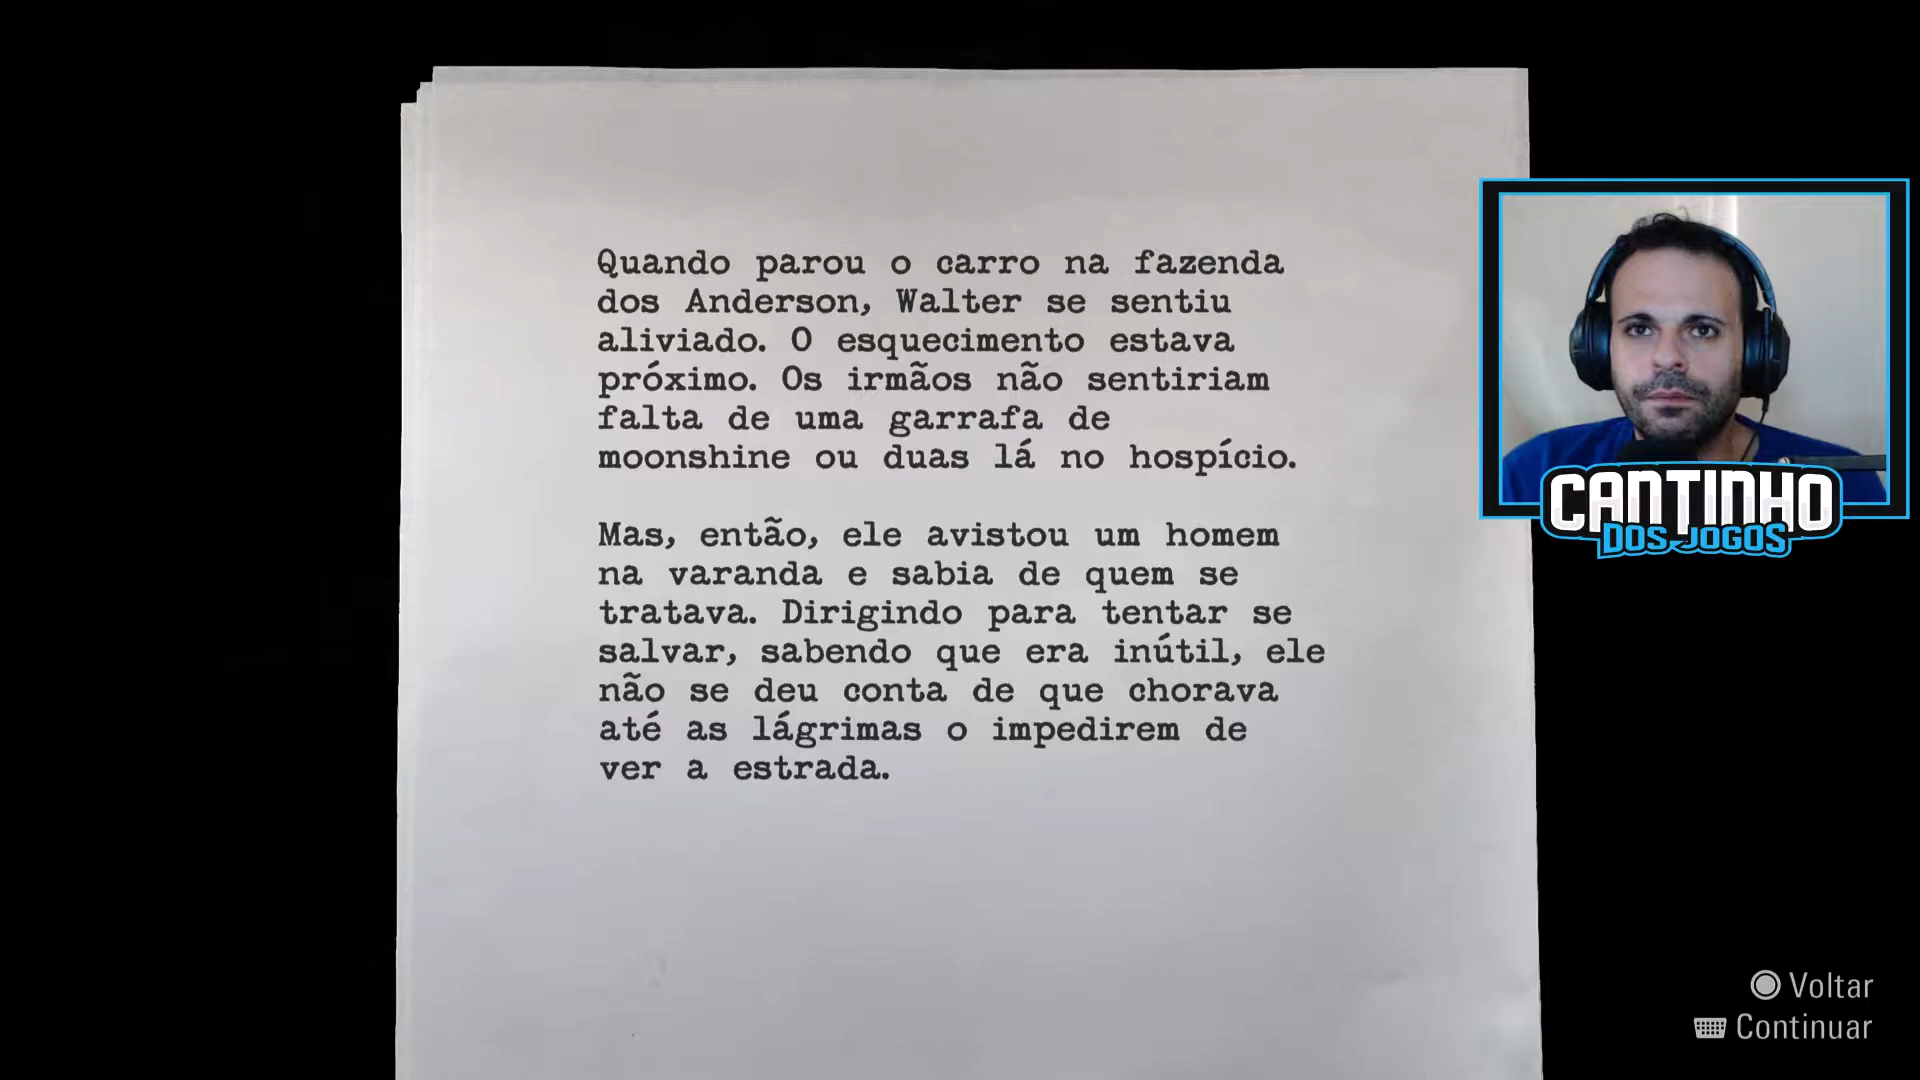 Quando parou o carro na fazenda
dos Anderson, Walter se sentiu
aliviado. O esquecimento estava
próximo. Os irmãos não sentiriam
falta de uma garrafa de
moonshine ou duas lá no hospício.
Mas, então, ele avistou um homem
na varanda e sabia de quem se
tratava. Dirigindo para tentar se
salvar, sabendo que era inútil, ele
não se deu conta de que chorava
até as lágrimas o impedirem de
ver a estrada.
CANTINHO
DOS JOGOS
Voltar
Continuar